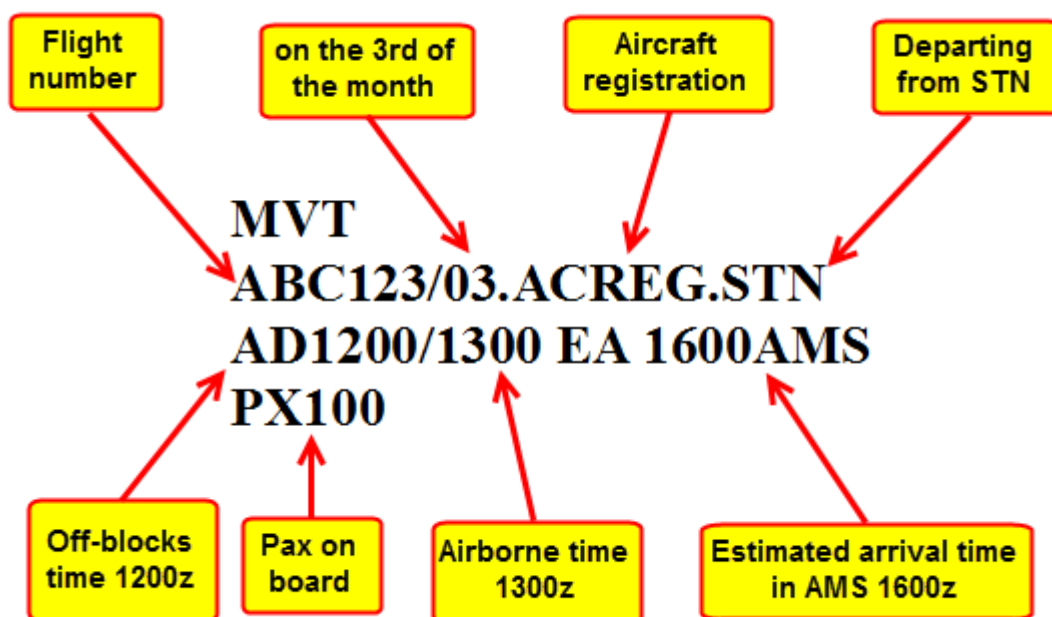 Flight
number
on the 3rd of
the month
Aircraft
registration
Departing
from STN
MVT
ABC123/03.ACREG.STN
AD1200/1300 EA 1600AMS
PX100
Off-blocks
time 1200z
Pax on
board
Airborne time
1300z
Estimated arrival time
in AMS 1600z